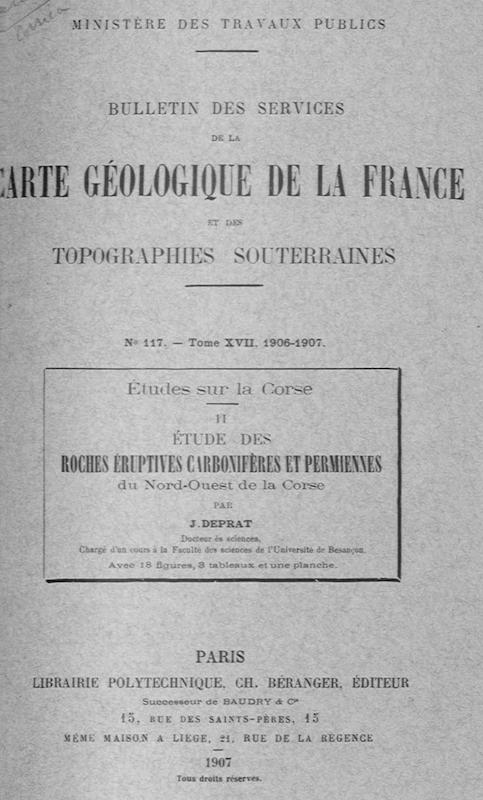 MINISTÈRE DES TRAVAUX PUBLICS
BULLETIN DES SERVICES
DE LA
CARTE GÉOLOGIQUE DE LA FRANCE
ET DES
TOPOGRAPHIES SOUTERRAINES
No 117. — Tome XVII, 1906-1907.
Études sur la Corse
II
ÉTUDE DES
ROCHES ÉRUPTIVES CARBONIFÈRES ET PERMIENNES
du Nord-Ouest de la Corse
PAR
J. DEPRAT
Docteur ès sciences,
Chargé d'un cours à la Faculté des sciences de l'Université de Besançon.
Avec 18 figures, 3 tableaux et une planche.
PARIS
LIBRAIRIE POLYTECHNIQUE, CH. BÉRANGER, ÉDITEUR
Successeur de BAUDRY & Cie
15, RUE DES SAINTS-PÈRES, 15
MÊME MAISON A LIÈGE, 21, RUE DE LA RÉGENCE
1907
Tous droits réservés.